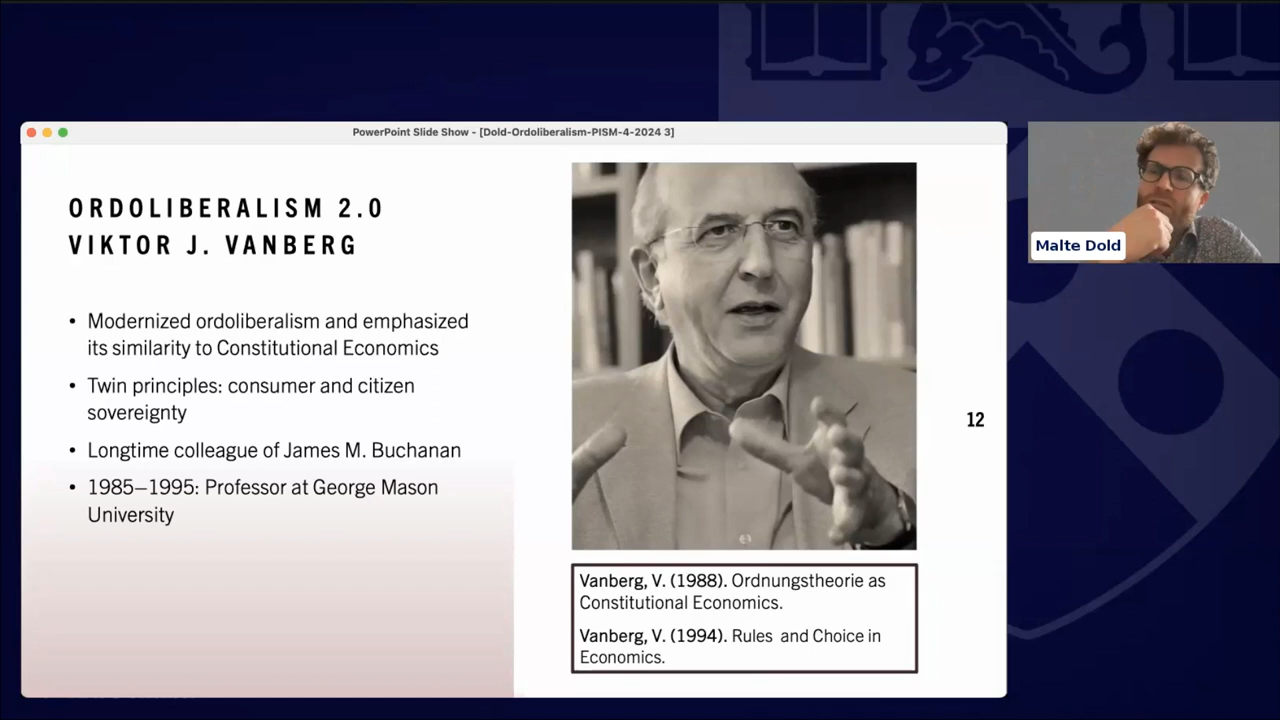 PowerPoint Slide Show - [Dold-Ordoliberalism-PISM-4-2024 3]
ORDOLIBERALISM 2.0
VIKTOR J. VANBERG
• Modernized ordoliberalism and emphasized
its similarity to Constitutional Economics
• Twin principles: consumer and citizen
sovereignty
• Longtime colleague of James M. Buchanan
• 1985–1995: Professor at George Mason
University
Vanberg, V. (1988). Ordnungstheorie as
Constitutional Economics.
Vanberg, V. (1994). Rules and Choice in
Economics.
12
Malte Dold